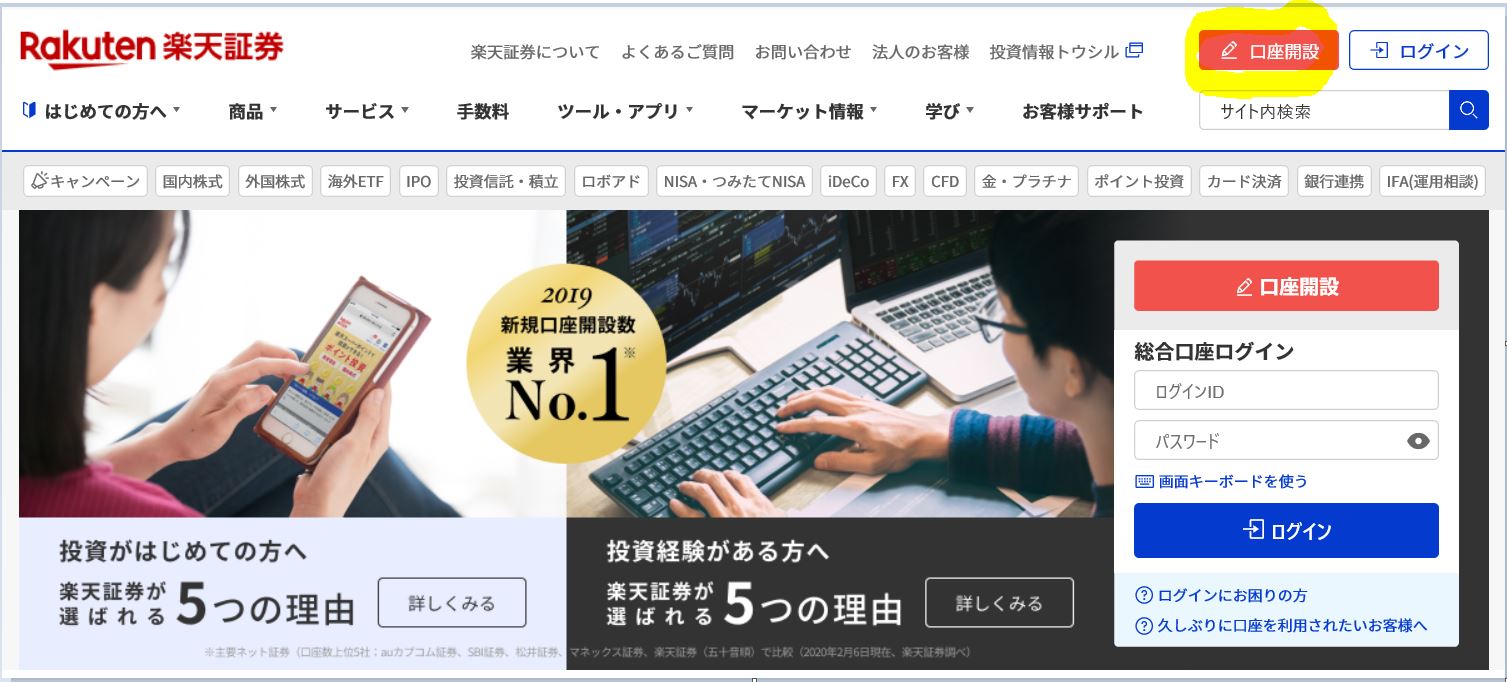 Rakuten 楽天証券
楽天証券について よくあるご質問 お問い合わせ 法人のお客様 投資情報トウシル 口座開設 ログイン
はじめての方へ 商品 サービス 手数料 ツール・アプリ マーケット情報 学び お客様サポート サイト内検索
キャンペーン 国内株式 外国株式 海外ETF IPO 投資信託・積立 ロボアド NISA・つみたてNISA iDeCo FX CFD 金・プラチナ ポイント投資 カード決済 銀行連携 IFA(運用相談)
2019
新規口座開設数
業界
No.1※
ポイント投資
投資がはじめての方へ
楽天証券が
選ばれる
5つの理由
詳しくみる
投資経験がある方へ
楽天証券が
選ばれる
5つの理由
詳しくみる
※主要ネット証券（口座数上位5社：auカブコム証券、SBI証券、松井証券、マネックス証券、楽天証券（五十音順）で比較（2020年2月6日現在、楽天証券調べ）
口座開設
総合口座ログイン
ログインID
パスワード
画面キーボードを使う
ログイン
ログインにお困りの方
久しぶりに口座を利用されたいお客様へ